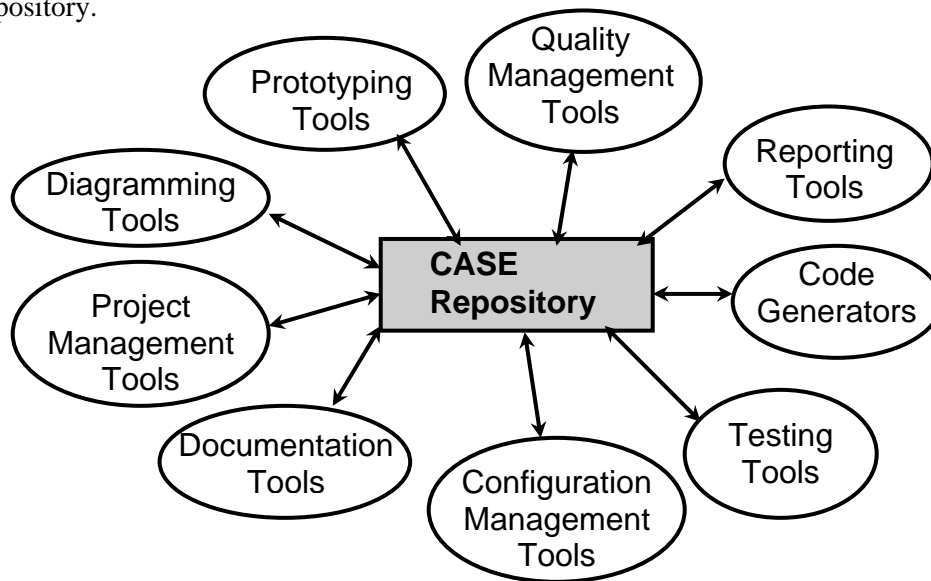 pository.
Quality
Management
Tools
Prototyping
Tools
Reporting
Tools
Diagramming
Tools
CASE
Repository
Code
Generators
Project
Management
Tools
Documentation
Tools
Testing
Tools
Configuration
Management
Tools